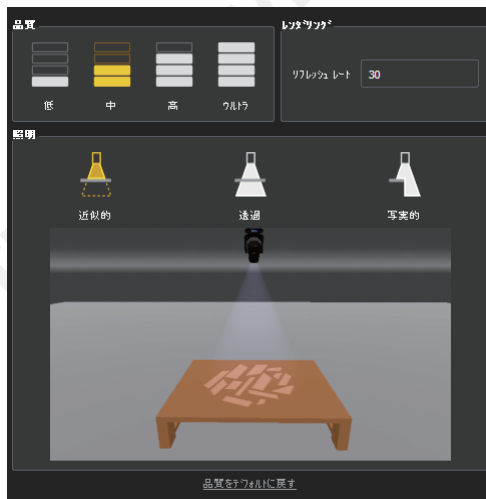 品質
レンダリング
低
中
高
ウルトラ
リフレッシュ レート
30
照明
近似的
透過
写実的
品質をデフォルトに戻す